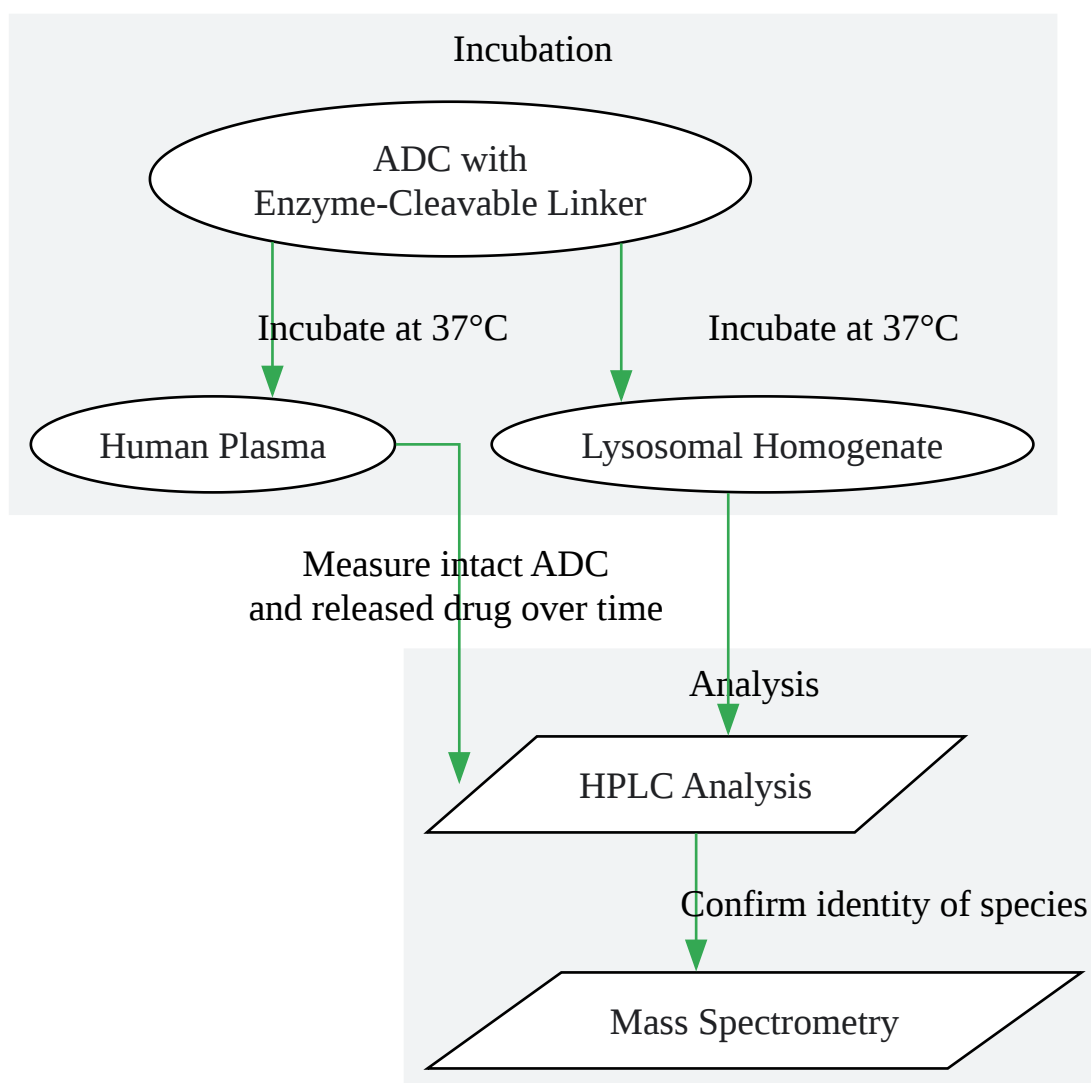 Incubation
ADC with
Enzyme-Cleavable Linker
Incubate at 37°C
Incubate at 37°C
Human Plasma
Lysosomal Homogenate
Measure intact ADC
and released drug over time
Analysis
HPLC Analysis
Confirm identity of species
Mass Spectrometry